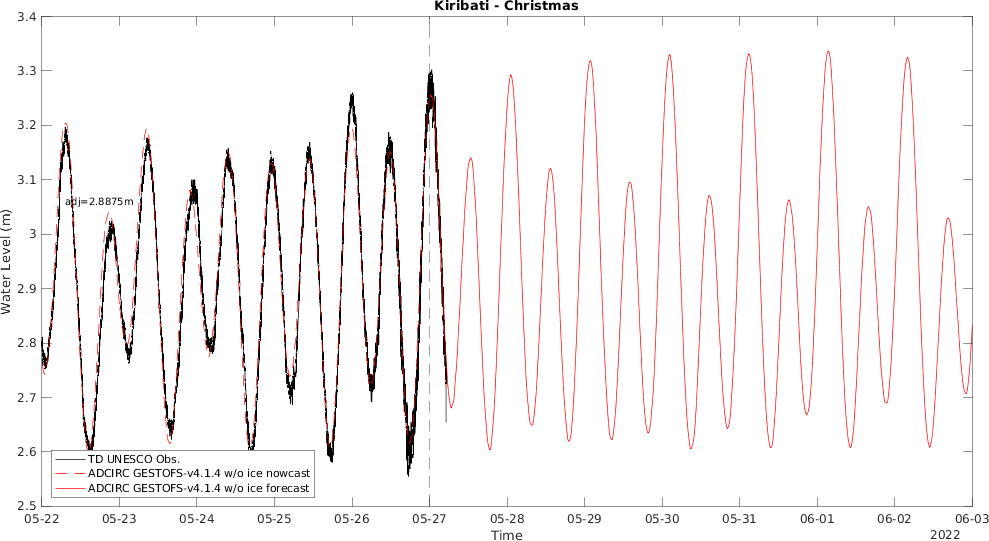 Kiribati - Christmas
3.4
3.3
3.2
3.1
3
2.9
2.8
2.7
2.6
2.5
Water Level (m)
adj=2.8875m
TD UNESCO Obs.
ADCIRC GESTOFS-v4.1.4 w/o ice nowcast
ADCIRC GESTOFS-v4.1.4 w/o ice forecast
05-22 05-23 05-24 05-25 05-26 05-27 05-28 05-29 05-30 05-31 06-01 06-02 06-03
Time
2022